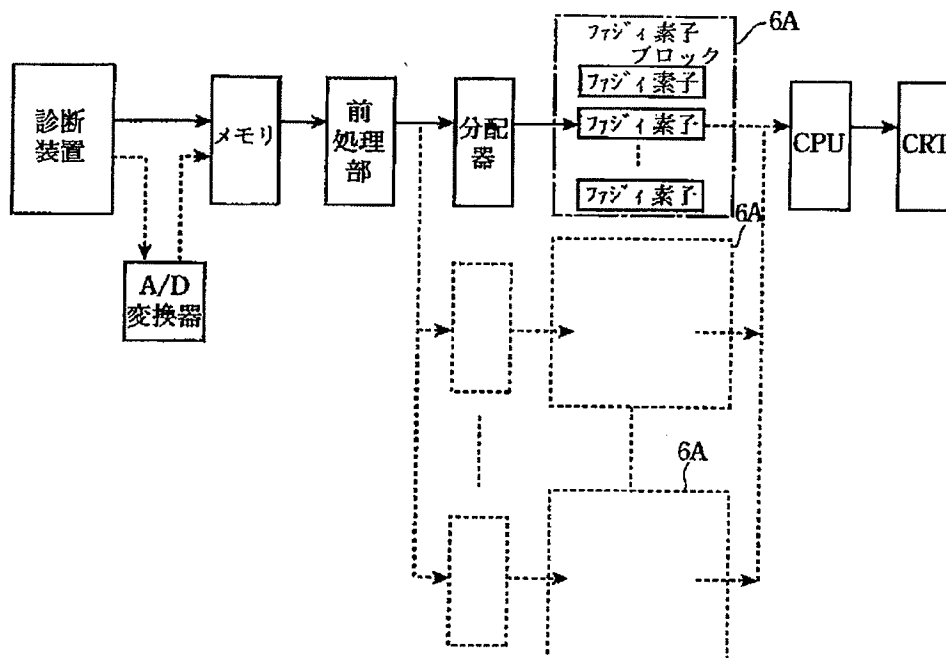 診断
装置
A/D
変換器
メモリ
前
処理
部
分配
器
6A
ファジィ素子
ブロック
ファジィ素子
ファジィ素子
ファジィ素子
CPU
CRT
6A
6A